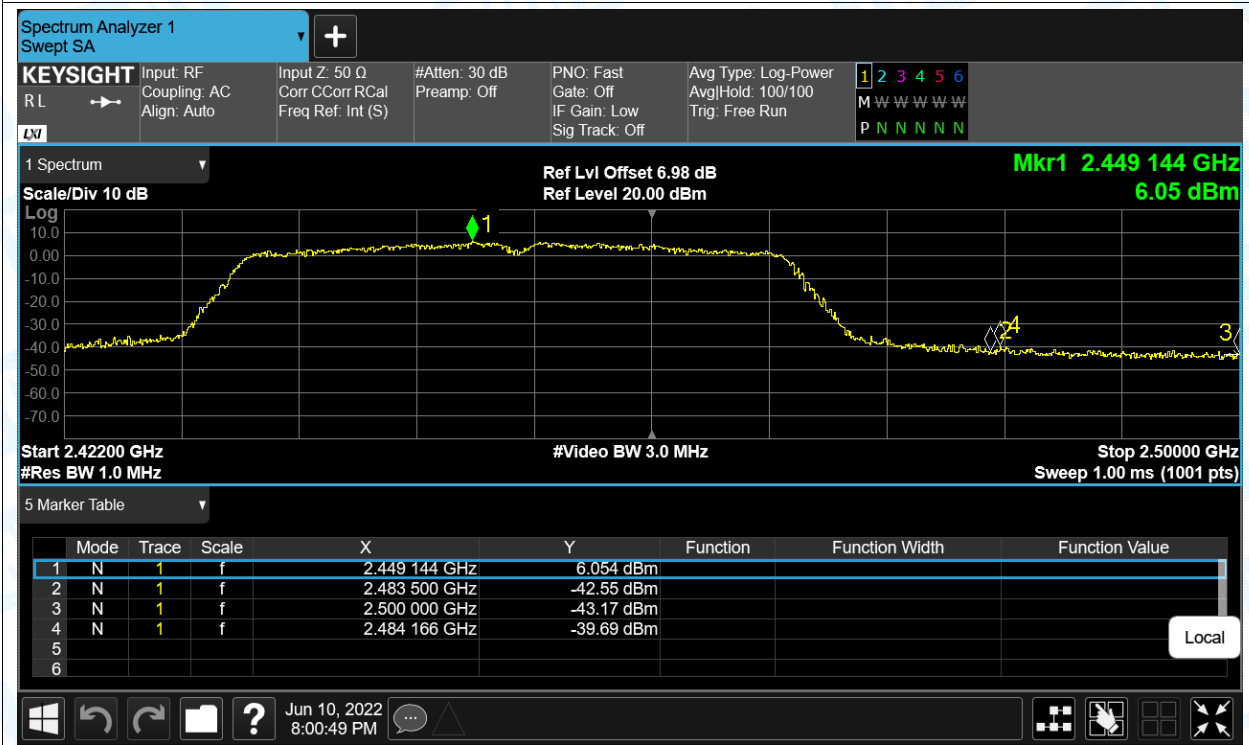 Spectrum Analyzer 1
Swept SA
KEYSIGHT Input: RF Input Z: 50 Ω #Atten: 30 dB PNO: Fast Avg Type: Log-Power 1 2 3 4 5 6
R L Coupling: AC Corr CCorr RCal Preamp: Off Gate: Off Avg|Hold: 100/100 M W W W W W W
Align: Auto Freq Ref: Int (S) IF Gain: Low Trig: Free Run
LXI Sig Track: Off P N N N N N
1 Spectrum Ref Lvl Offset 6.98 dB Mkr1 2.449 144 GHz
Scale/Div 10 dB Ref Level 20.00 dBm 6.05 dBm
Log
1
10.0
0.00
-10.0
-20.0
-30.0 2 4 3
-40.0
-50.0
-60.0
-70.0
Start 2.42200 GHz #Video BW 3.0 MHz Stop 2.50000 GHz
#Res BW 1.0 MHz Sweep 1.00 ms (1001 pts)
5 Marker Table
Mode Trace Scale X Y Function Function Width Function Value
1 N 1 f 2.449 144 GHz 6.054 dBm
2 N 1 f 2.483 500 GHz -42.55 dBm
3 N 1 f 2.500 000 GHz -43.17 dBm
4 N 1 f 2.484 166 GHz -39.69 dBm
5
6
Local
? Jun 10, 2022
8:00:49 PM